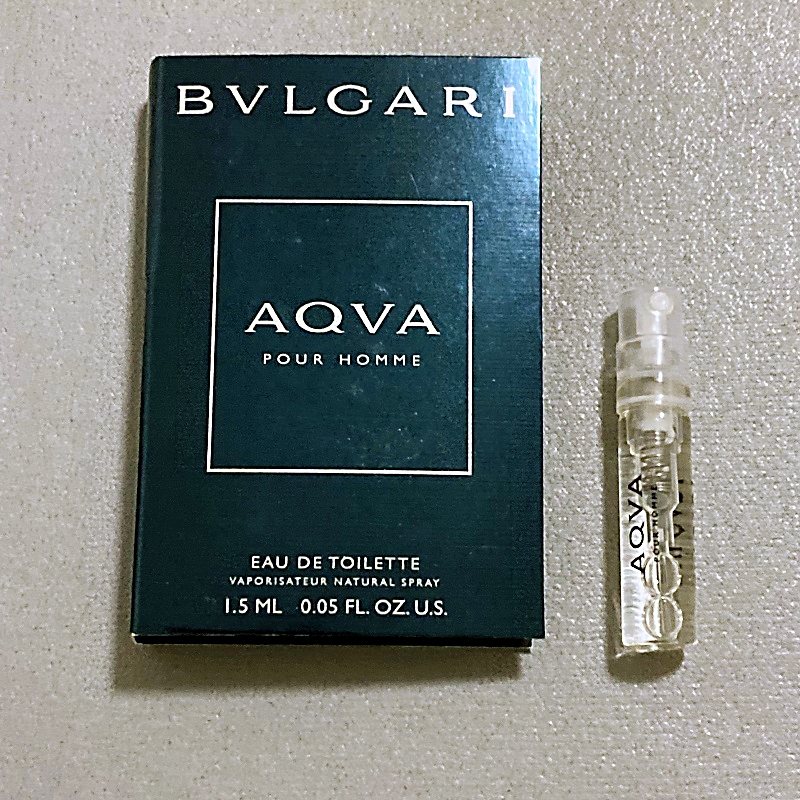 BVLGARI
AQVA
POUR HOMME
EAU DE TOILETTE
VAPORISATEUR NATURAL SPRAY
1.5 ML 0.05 FL. OZ. U.S.
AQVA
POUR HOMME